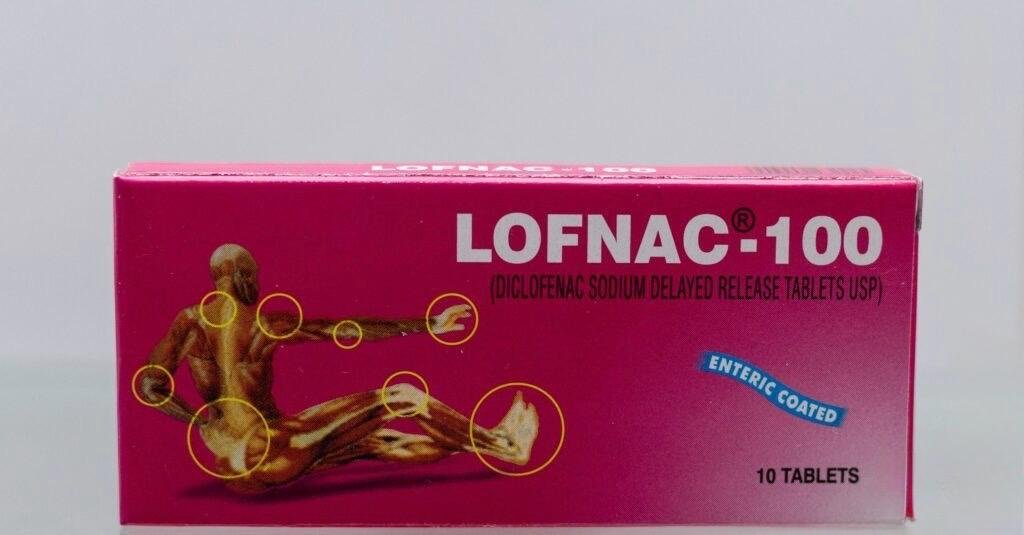 LOFNAC-100
LOFNAC®-100
(DICLOFENAC SODIUM DELAYED RELEASE TABLETS USP)
ENTERIC COATED
10 TABLETS